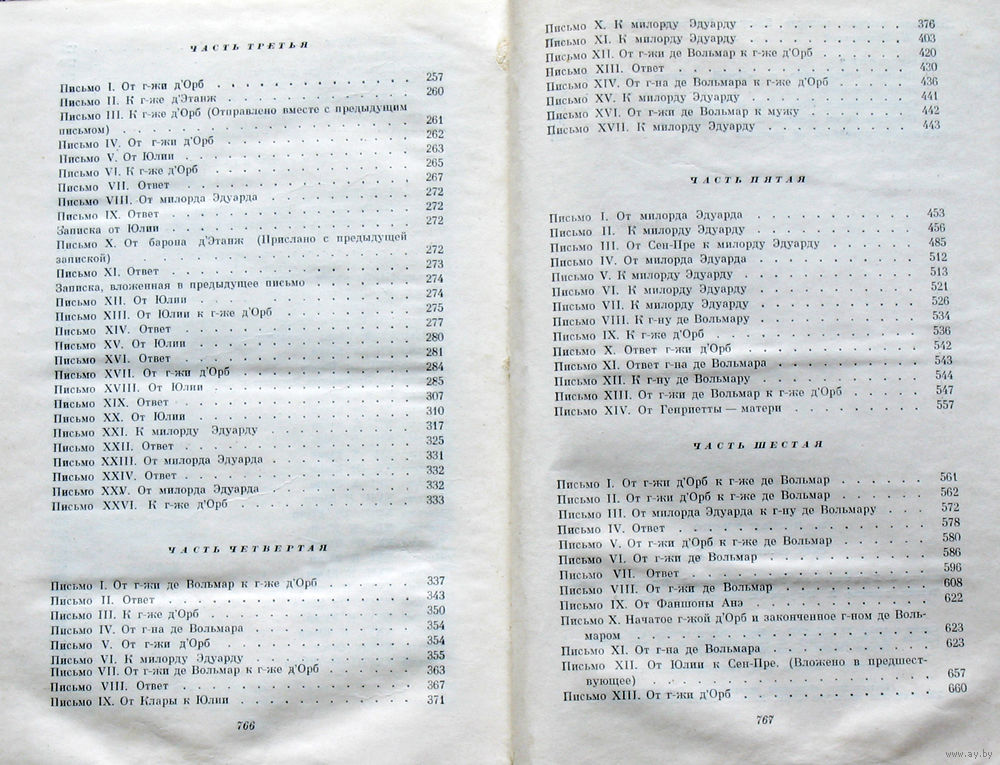 ЧАСТЬ ТРЕТЬЯ
Письмо I. От г-жи д'Орб . . . . . . . . . . . . 257
Письмо II. К г-же д'Этанж . . . . . . . . . . . . 260
Письмо III. К г-же д'Орб (Отправлено вместе с предыдущим
письмом) . . . . . . . . . . . . 261
Письмо IV. От г-жи д'Орб . . . . . . . . . . . . 262
Письмо V. От Юлии . . . . . . . . . . . . 263
Письмо VI. К г-же д'Орб . . . . . . . . . . . . 265
Письмо VII. Ответ . . . . . . . . . . . . 267
Письмо VIII. От милорда Эдуарда . . . . . . . . . . . . 272
Письмо IX. Ответ . . . . . . . . . . . . 272
Записка от Юлии . . . . . . . . . . . . 272
Письмо X. От барона д'Этанж (Прислано с предыдущей
запиской) . . . . . . . . . . . . 272
Письмо XI. Ответ . . . . . . . . . . . . 273
Записка, вложенная в предыдущее письмо . . . . . . . . 274
Письмо XII. От Юлии . . . . . . . . . . . . 274
Письмо XIII. От Юлии к г-же д'Орб . . . . . . . . . . 275
Письмо XIV. Ответ . . . . . . . . . . . . 277
Письмо XV. От Юлии . . . . . . . . . . . . 280
Письмо XVI. Ответ . . . . . . . . . . . . 281
Письмо XVII. От г-жи д'Орб . . . . . . . . . . . . 284
Письмо XVIII. От Юлии . . . . . . . . . . . . 285
Письмо XIX. Ответ . . . . . . . . . . . . 307
Письмо XX. От Юлии . . . . . . . . . . . . 310
Письмо XXI. К милорду Эдуарду . . . . . . . . . . . . 317
Письмо XXII. Ответ . . . . . . . . . . . . 325
Письмо XXIII. От милорда Эдуарда . . . . . . . . . . 331
Письмо XXIV. Ответ . . . . . . . . . . . . 332
Письмо XXV. От милорда Эдуарда . . . . . . . . . . 332
Письмо XXVI. К г-же д'Орб . . . . . . . . . . . . 333
ЧАСТЬ ЧЕТВЕРТАЯ
Письмо I. От г-жи де Вольмар к г-же д'Орб . . . . . . . . 337
Письмо II. Ответ . . . . . . . . . . . . 343
Письмо III. К г-же д'Орб . . . . . . . . . . . . 350
Письмо IV. От г-на де Вольмара . . . . . . . . . . . . 354
Письмо V. От г-жи д'Орб . . . . . . . . . . . . 354
Письмо VI. К милорду Эдуарду . . . . . . . . . . . . 355
Письмо VII. От г-жи де Вольмар к г-же д'Орб . . . . . . . . 363
Письмо VIII. Ответ . . . . . . . . . . . . 367
Письмо IX. От Клары к Юлии . . . . . . . . . . . . 371
766
Письмо X. К милорду Эдуарду . . . . . . . . . . . . 376
Письмо XI. К милорду Эдуарду . . . . . . . . . . . . 403
Письмо XII. От г-жи де Вольмар к г-же д'Орб . . . . . . . . 420
Письмо XIII. Ответ . . . . . . . . . . . . 430
Письмо XIV. От г-на де Вольмара к г-же д'Орб . . . . . . . . 436
Письмо XV. К милорду Эдуарду . . . . . . . . . . . . 441
Письмо XVI. От г-жи де Вольмар к мужу . . . . . . . . 442
Письмо XVII. К милорду Эдуарду . . . . . . . . . . . . 443
ЧАСТЬ ПЯТАЯ
Письмо I. От милорда Эдуарда . . . . . . . . . . . . 453
Письмо II. К милорду Эдуарду . . . . . . . . . . . . 456
Письмо III. От Сен-Пре к милорду Эдуарду . . . . . . . . 485
Письмо IV. От милорда Эдуарда . . . . . . . . . . . . 512
Письмо V. К милорду Эдуарду . . . . . . . . . . . . 513
Письмо VI. К милорду Эдуарду . . . . . . . . . . . . 521
Письмо VII. К милорду Эдуарду . . . . . . . . . . . . 526
Письмо VIII. К г-ну де Вольмару . . . . . . . . . . . . 534
Письмо IX. К г-же д'Орб . . . . . . . . . . . . 536
Письмо X. Ответ г-жи д'Орб . . . . . . . . . . . . 542
Письмо XI. Ответ г-на де Вольмара . . . . . . . . . . 543
Письмо XII. К г-ну де Вольмару . . . . . . . . . . . . 544
Письмо XIII. От г-жи де Вольмар к г-же д'Орб . . . . . . 547
Письмо XIV. От Генриетты — матери . . . . . . . . . . 557
ЧАСТЬ ШЕСТАЯ
Письмо I. От г-жи д'Орб к г-же де Вольмар . . . . . . 561
Письмо II. От г-жи д'Орб к г-же де Вольмар . . . . . . 562
Письмо III. От милорда Эдуарда к г-ну де Вольмару . . . . 572
Письмо IV. Ответ . . . . . . . . . . . . 578
Письмо V. От г-жи д'Орб к г-же де Вольмар . . . . . . 580
Письмо VI. От г-жи де Вольмар . . . . . . . . . . 586
Письмо VII. Ответ . . . . . . . . . . . . 596
Письмо VIII. От г-жи де Вольмар . . . . . . . . . . 608
Письмо IX. От Фаншоны Анэ . . . . . . . . . . . . 622
Письмо X. Начатое г-жой д'Орб и законченное г-ном де Воль-
маром . . . . . . . . . . . . 623
Письмо XI. От г-на де Вольмара . . . . . . . . . . 623
Письмо XII. От Юлии к Сен-Пре. (Вложено в предшест-
вующее) . . . . . . . . . . . . 657
Письмо XIII. От г-жи д'Орб . . . . . . . . . . . . 660
767
www.ay.by